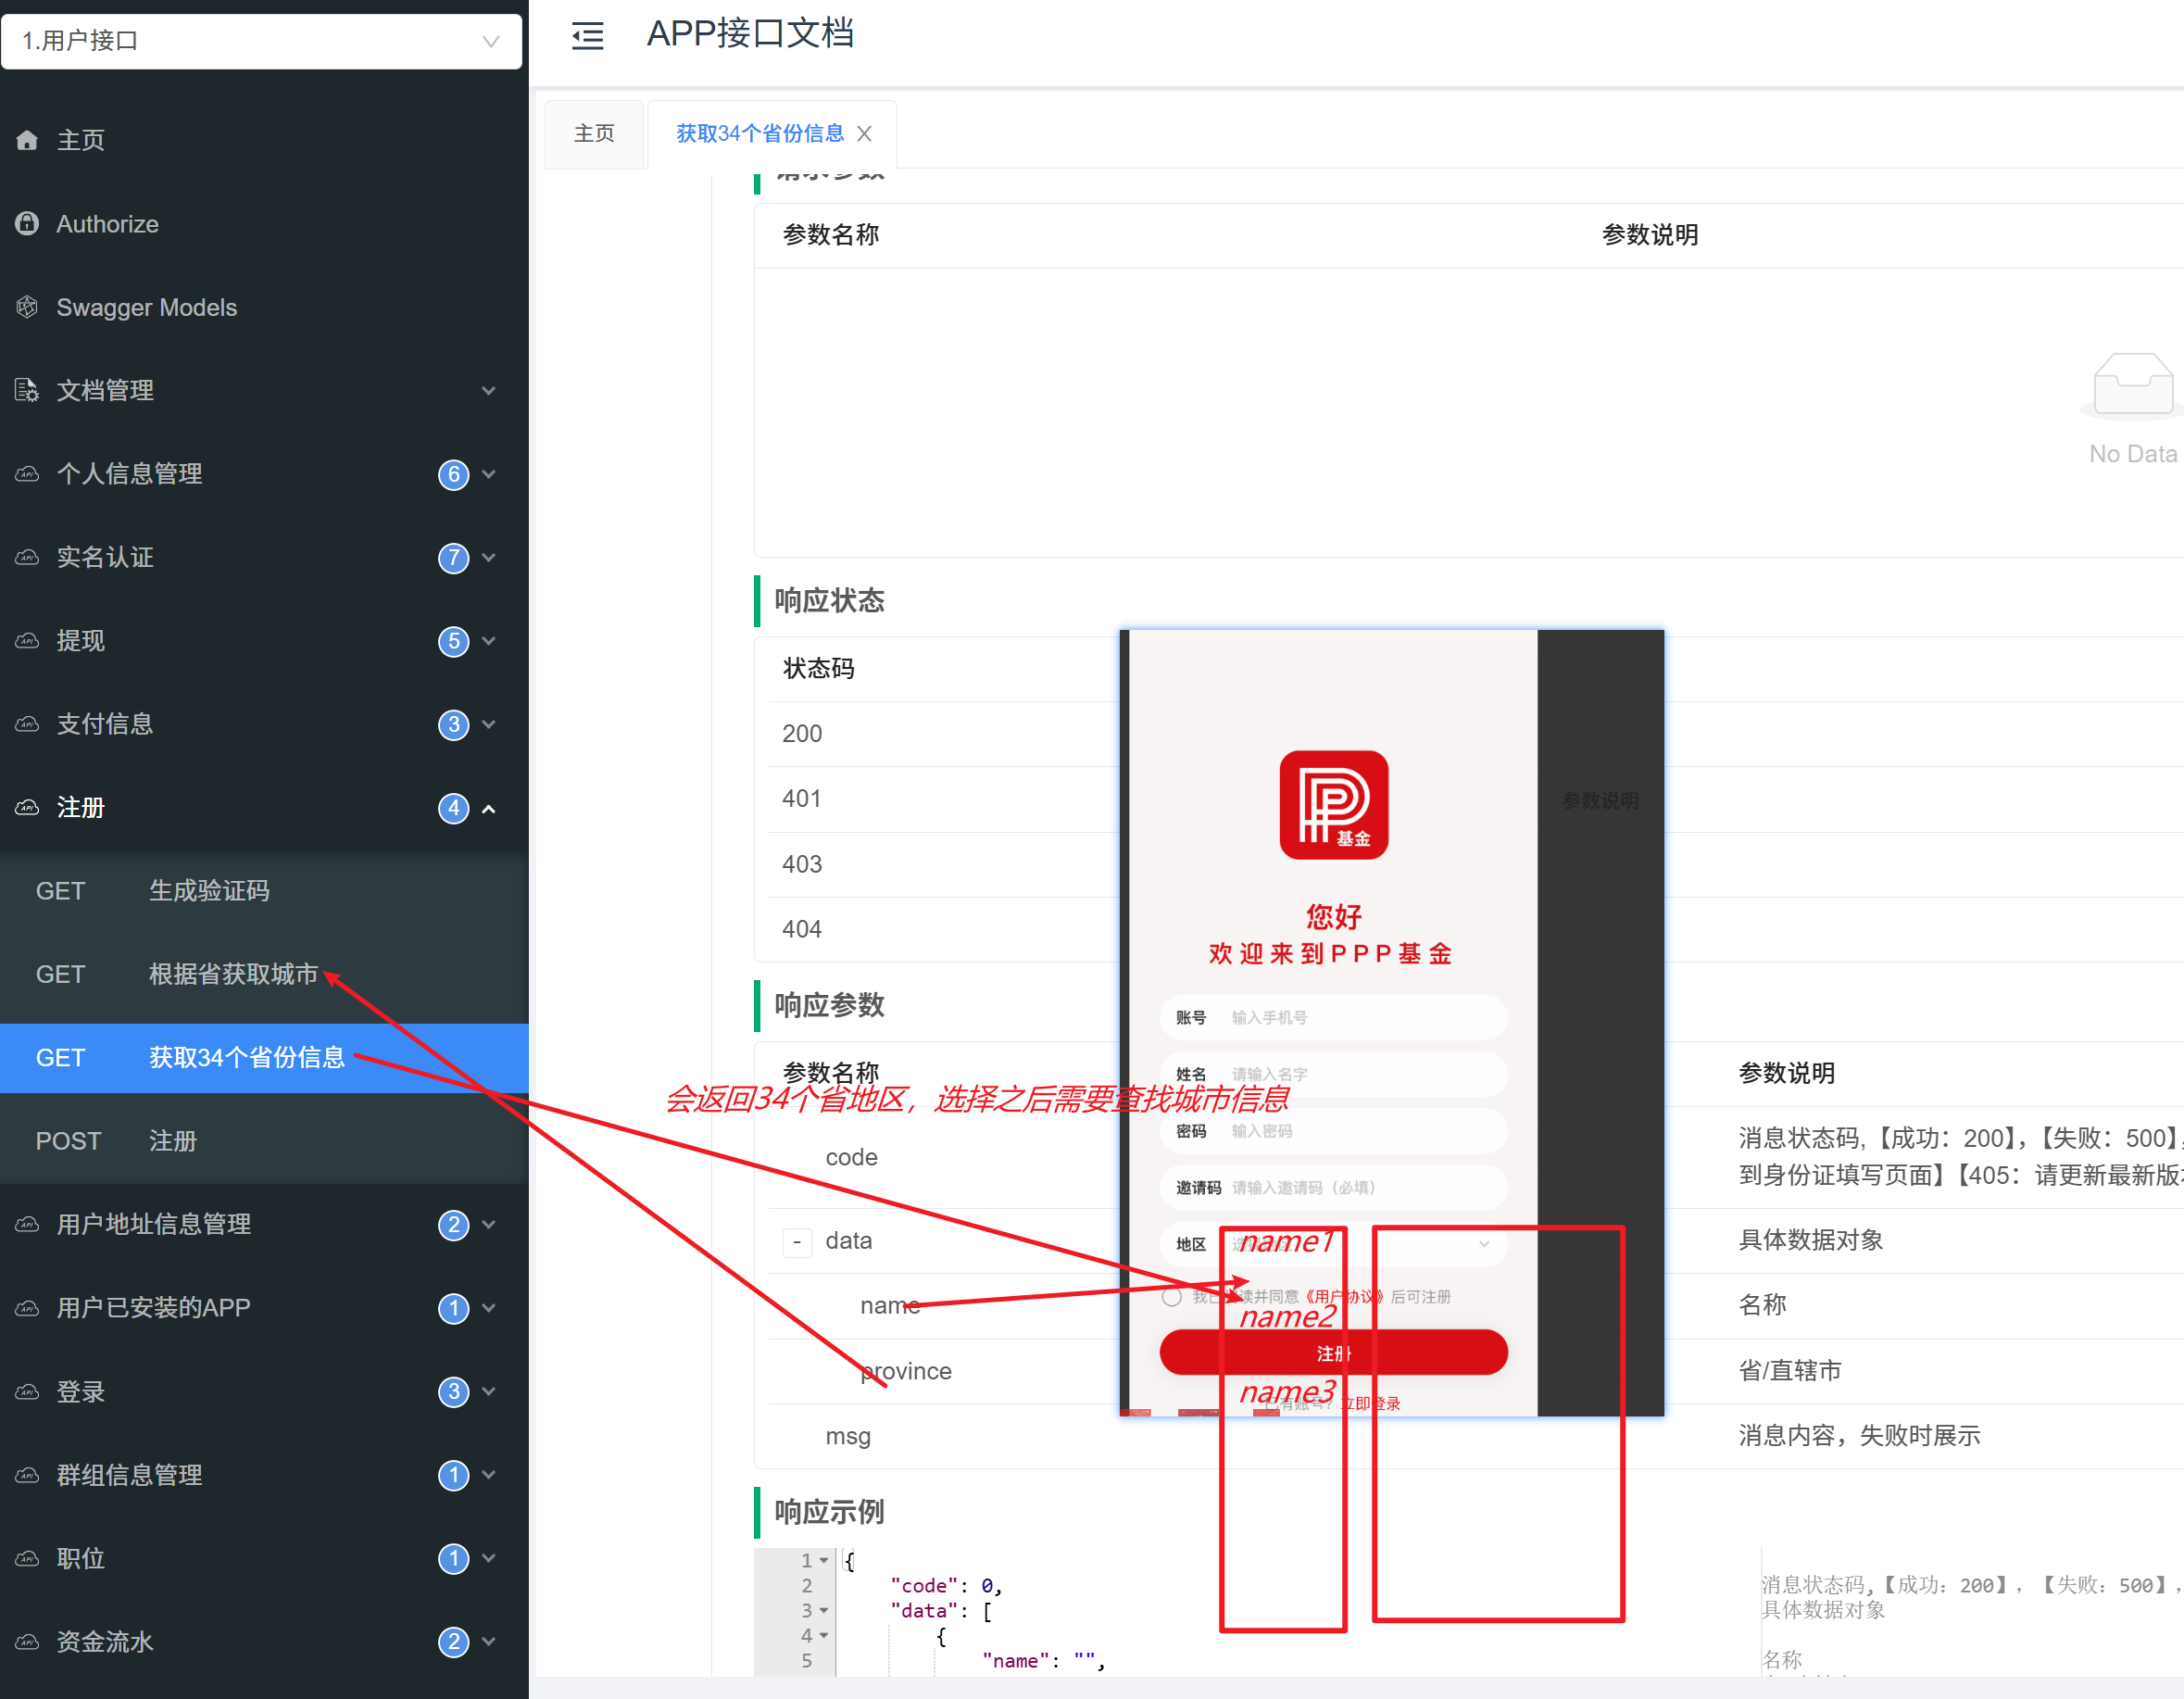 1.用户接口
APP接口文档
主页
Authorize
Swagger Models
文档管理
个人信息管理 6
实名认证 7
提现 5
支付信息 3
注册 4
GET 生成验证码
GET 根据省获取城市
GET 获取34个省份信息
POST 注册
用户地址信息管理 2
用户已安装的APP 1
登录 3
群组信息管理 1
职位 1
资金流水 2
主页 获取34个省份信息 X
请求参数
参数名称 参数说明
No Data
响应状态
状态码
200
401
403
404
响应参数
参数名称 参数说明
code 消息状态码,【成功：200】,【失败：500】,
到身份证填写页面】【405：请更新最新版
- data 具体数据对象
name 名称
province 省/直辖市
msg 消息内容，失败时展示
响应示例
1 {
2 "code": 0, 消息状态码,【成功: 200】, 【失败: 500】,
3 "data": [ 具体数据对象
4 {
5 "name": "", 名称
会返回34个省地区，选择之后需要查找城市信息
参数说明
PPP
基金
您好
欢迎来到PPP基金
账号 输入手机号
姓名 请输入名字
密码 输入密码
邀请码 请输入邀请码（必填）
地区
name1
后可注册
《用户协议》
name2
注册
name3
已有账号？立即登录